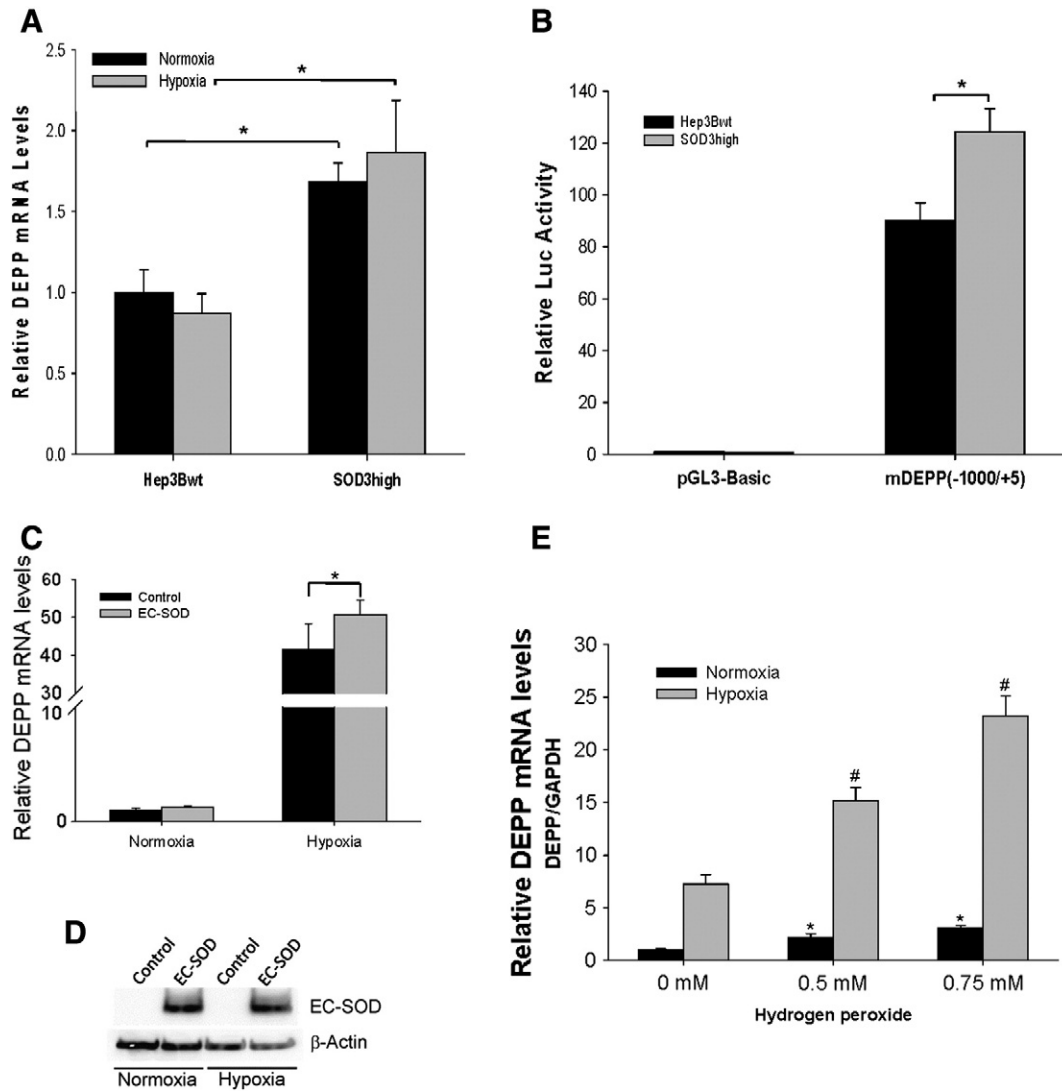 A
Relative DEPP mRNA Levels
2.5
2.0
1.5
1.0
0.5
0.0
Normoxia
Hypoxia
*
*
Hep3Bwt
SOD3high
B
Relative Luc Activity
140
120
100
80
60
40
20
0
Hep3Bwt
SOD3high
*
pGL3-Basic
mDEPP(-1000/+5)
C
Relative DEPP mRNA levels
60
50
40
30
10
0
Control
EC-SOD
*
Normoxia
Hypoxia
D
Control
EC-SOD
Control
EC-SOD
EC-SOD
β-Actin
Normoxia
Hypoxia
E
Relative DEPP mRNA levels
DEPP/GAPDH
30
25
20
15
10
5
0
Normoxia
Hypoxia
*
#
*
#
0 mM
0.5 mM
0.75 mM
Hydrogen peroxide